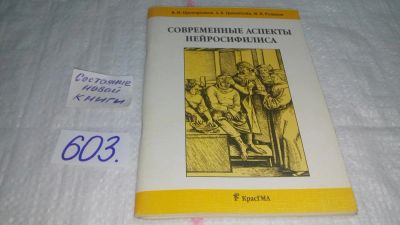 СОВРЕМЕННЫЕ АСПЕКТЫ
НЕЙРОСИФИЛИСА
Состояние
новой
книги
603.
КрасГМА